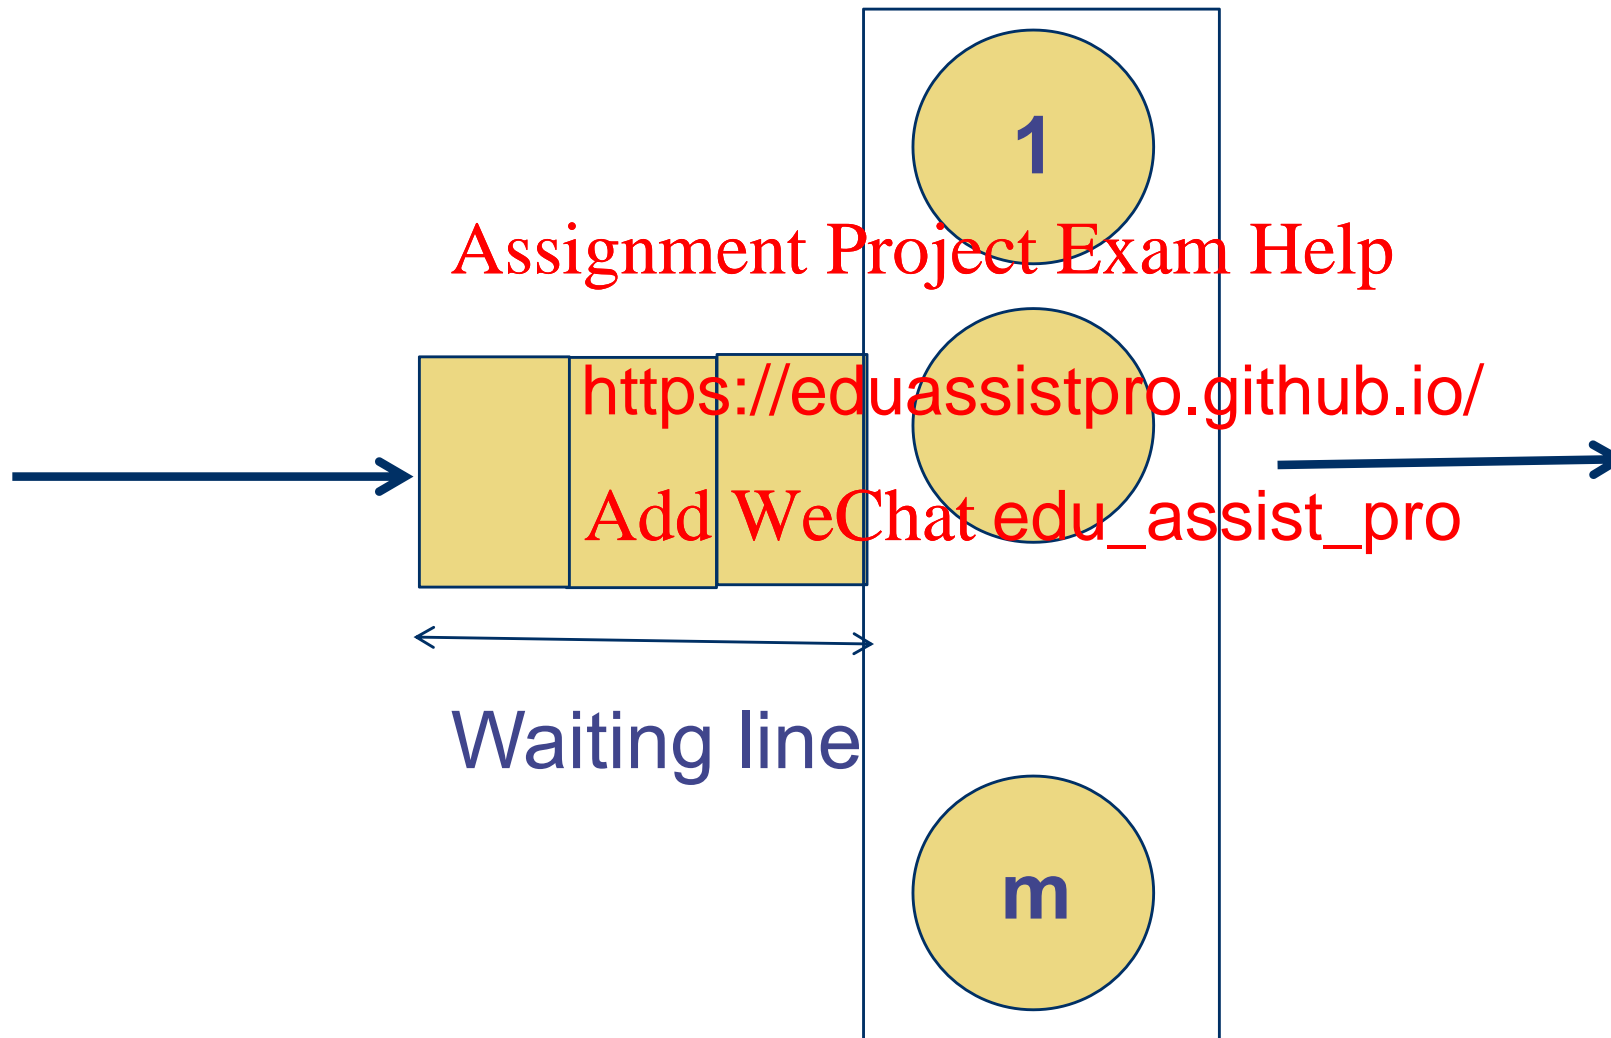 1
Assignment Project Exam Help
https://eduassistpro.github.io/
Add WeChat edu_assist_pro
Waiting line
m